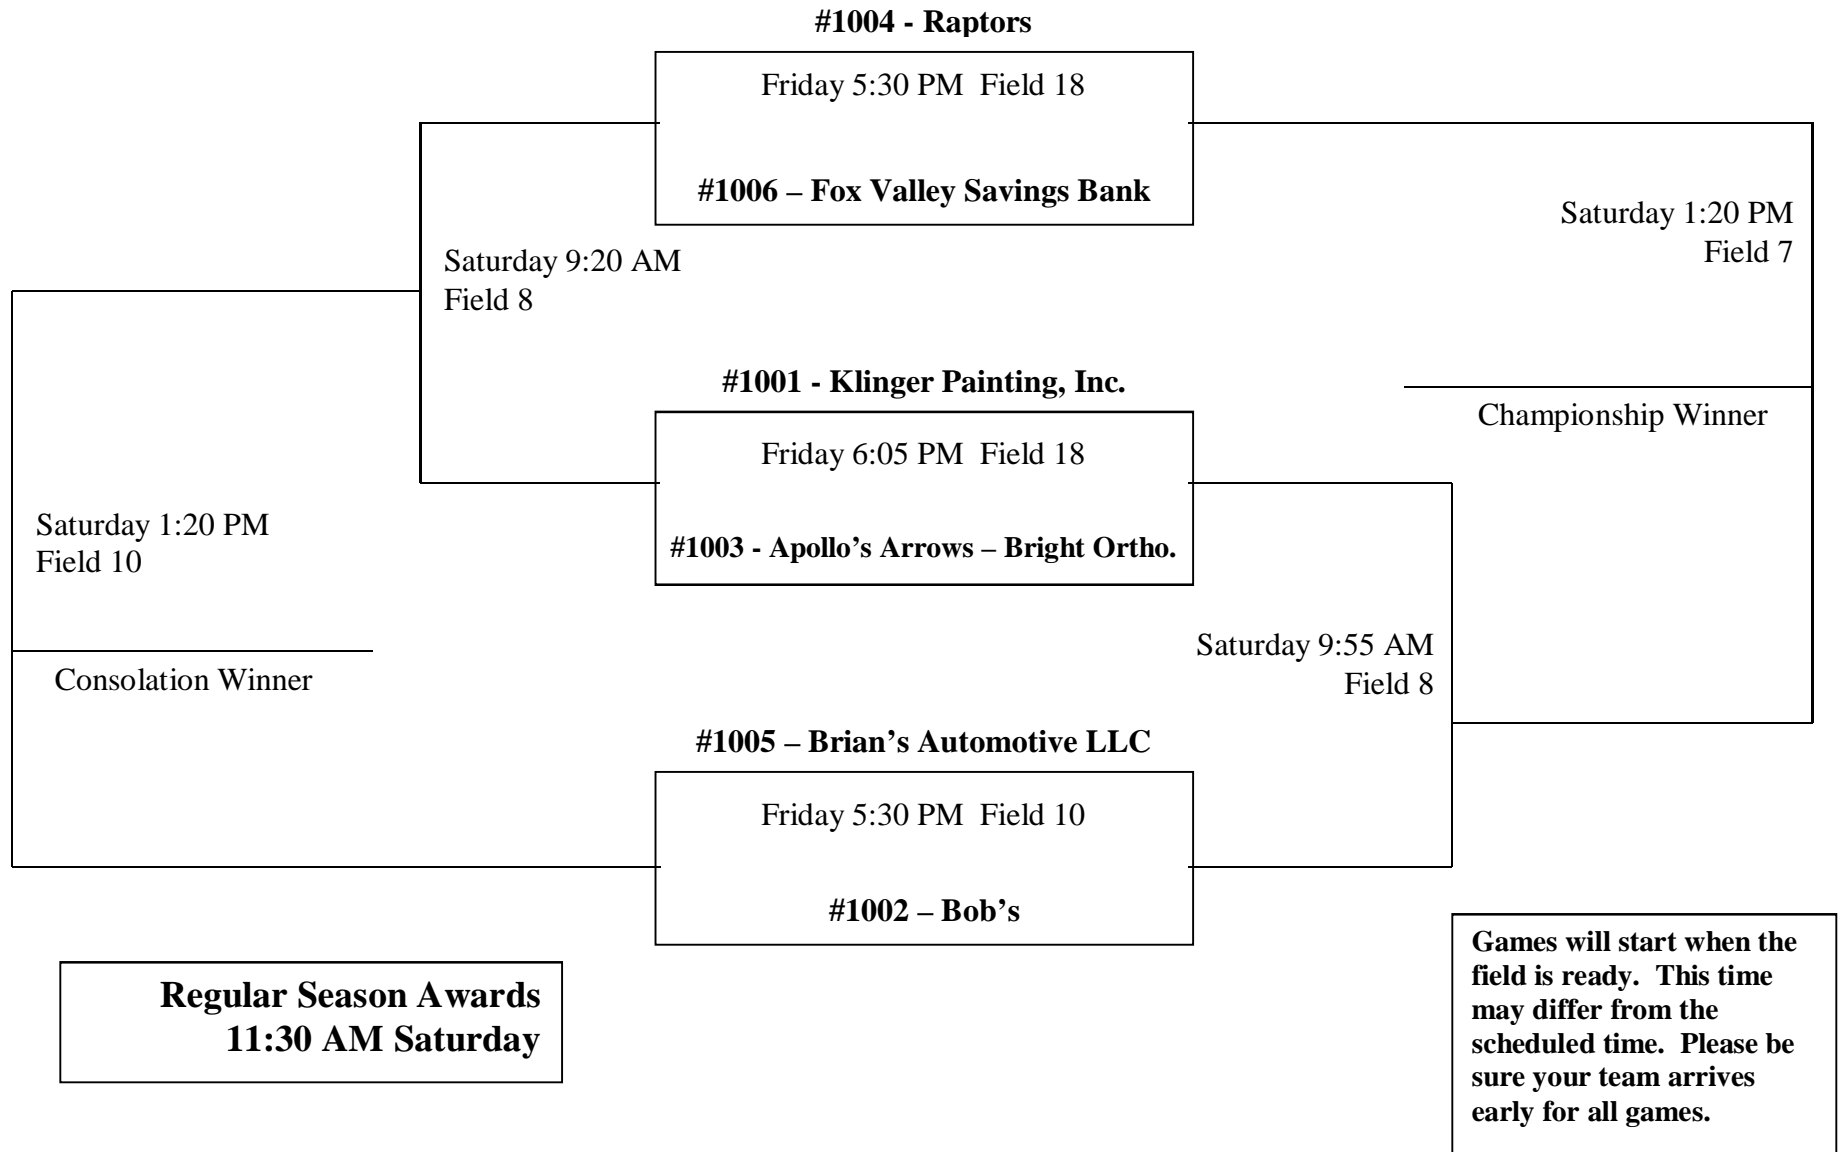 #1004 - Raptors
Friday 5:30 PM  Field 18
#1006 – Fox Valley Savings Bank
Saturday 1:20 PM
Field 7
Saturday 9:20 AM
Field 8
#1001 - Klinger Painting, Inc.
Championship Winner
Friday 6:05 PM  Field 18
Saturday 1:20 PM
Field 10
#1003 - Apollo’s Arrows – Bright Ortho.
Saturday 9:55 AM
Field 8
Consolation Winner
#1005 – Brian’s Automotive LLC
Friday 5:30 PM  Field 10
#1002 – Bob’s
Regular Season Awards
11:30 AM Saturday
Games will start when the
field is ready.  This time
may differ from the
scheduled time.  Please be
sure your team arrives
early for all games.